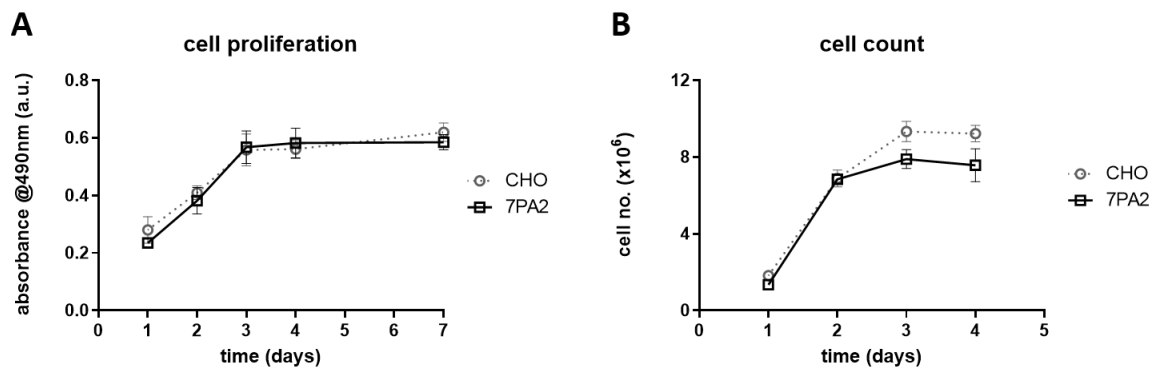 A
cell proliferation
absorbance @490nm (a.u.)
0.8
0.6
0.4
0.2
0.0
0 1 2 3 4 5 6 7
time (days)
CHO
7PA2
B
cell count
cell no. (x10⁶)
12
8
4
0
0 1 2 3 4 5
time (days)
CHO
7PA2